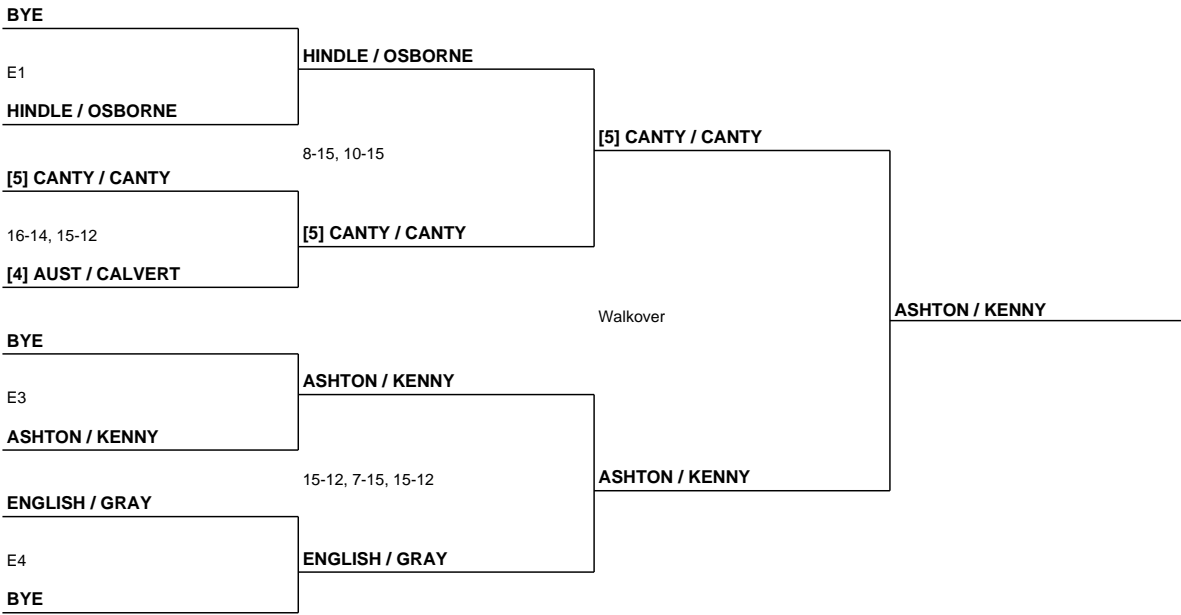 BYE
E1
HINDLE / OSBORNE
HINDLE / OSBORNE
8-15, 10-15
[5] CANTY / CANTY
[5] CANTY / CANTY
16-14, 15-12
[5] CANTY / CANTY
[4] AUST / CALVERT
Walkover
ASHTON / KENNY
BYE
E3
ASHTON / KENNY
ASHTON / KENNY
15-12, 7-15, 15-12
ASHTON / KENNY
ENGLISH / GRAY
E4
ENGLISH / GRAY
BYE